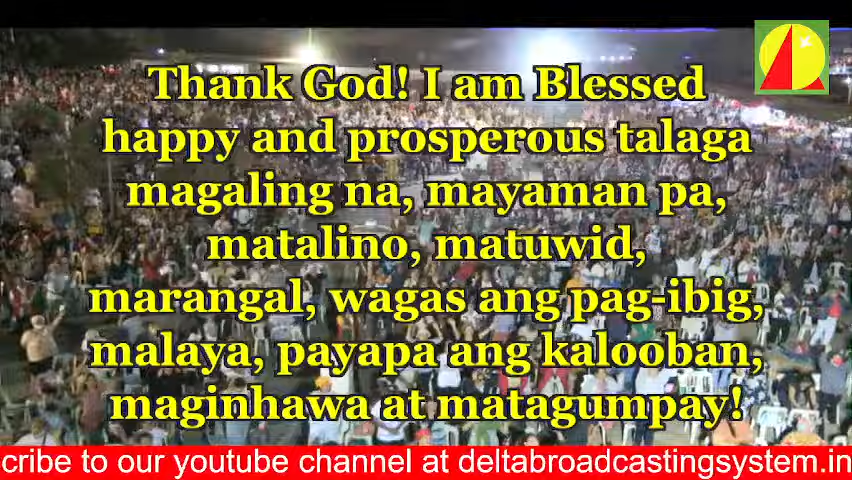 Thank God! I am Blessed
happy and prosperous talaga
magaling na, mayaman pa,
matalino, matuwid,
marangal, wagas ang pag-ibig,
malaya, payapa ang kalooban,
maginhawa at matagumpay!
cribe to our youtube channel at deltabroadcastingsystem.in